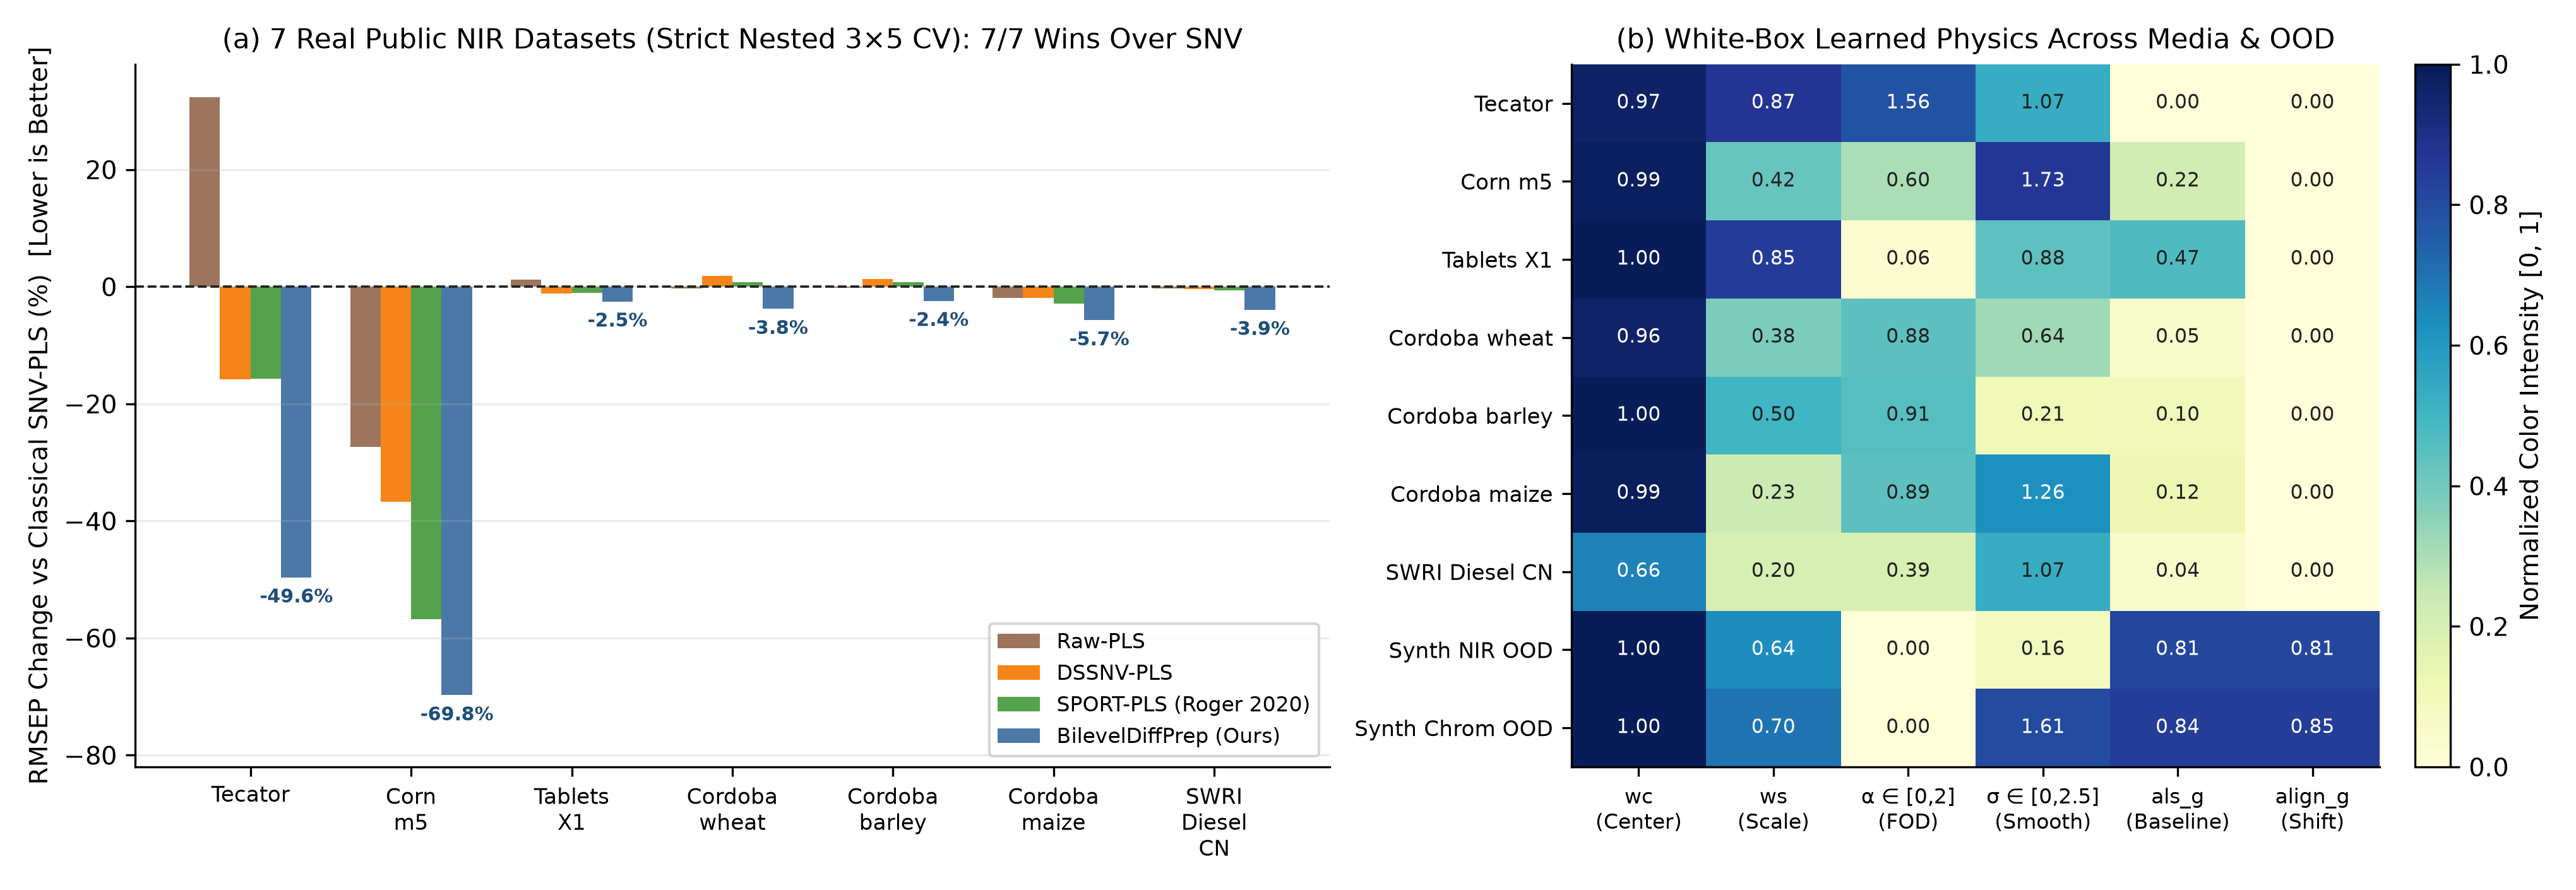 (a) 7 Real Public NIR Datasets (Strict Nested 3×5 CV): 7/7 Wins Over SNV
RMSEP Change vs Classical SNV-PLS (%)  [Lower is Better]
20
0
−20
−40
−60
−80
-49.6%
-69.8%
-2.5%
-3.8%
-2.4%
-5.7%
-3.9%
Raw-PLS
DSSNV-PLS
SPORT-PLS (Roger 2020)
BilevelDiffPrep (Ours)
Tecator
Corn
m5
Tablets
X1
Cordoba
wheat
Cordoba
barley
Cordoba
maize
SWRI
Diesel
CN
(b) White-Box Learned Physics Across Media & OOD
Tecator 0.97 0.87 1.56 1.07 0.00 0.00
Corn m5 0.99 0.42 0.60 1.73 0.22 0.00
Tablets X1 1.00 0.85 0.06 0.88 0.47 0.00
Cordoba wheat 0.96 0.38 0.88 0.64 0.05 0.00
Cordoba barley 1.00 0.50 0.91 0.21 0.10 0.00
Cordoba maize 0.99 0.23 0.89 1.26 0.12 0.00
SWRI Diesel CN 0.66 0.20 0.39 1.07 0.04 0.00
Synth NIR OOD 1.00 0.64 0.00 0.16 0.81 0.81
Synth Chrom OOD 1.00 0.70 0.00 1.61 0.84 0.85
wc
(Center)
ws
(Scale)
α ∈ [0,2]
(FOD)
σ ∈ [0,2.5]
(Smooth)
als_g
(Baseline)
align_g
(Shift)
1.0
0.8
0.6
0.4
0.2
0.0
Normalized Color Intensity [0, 1]